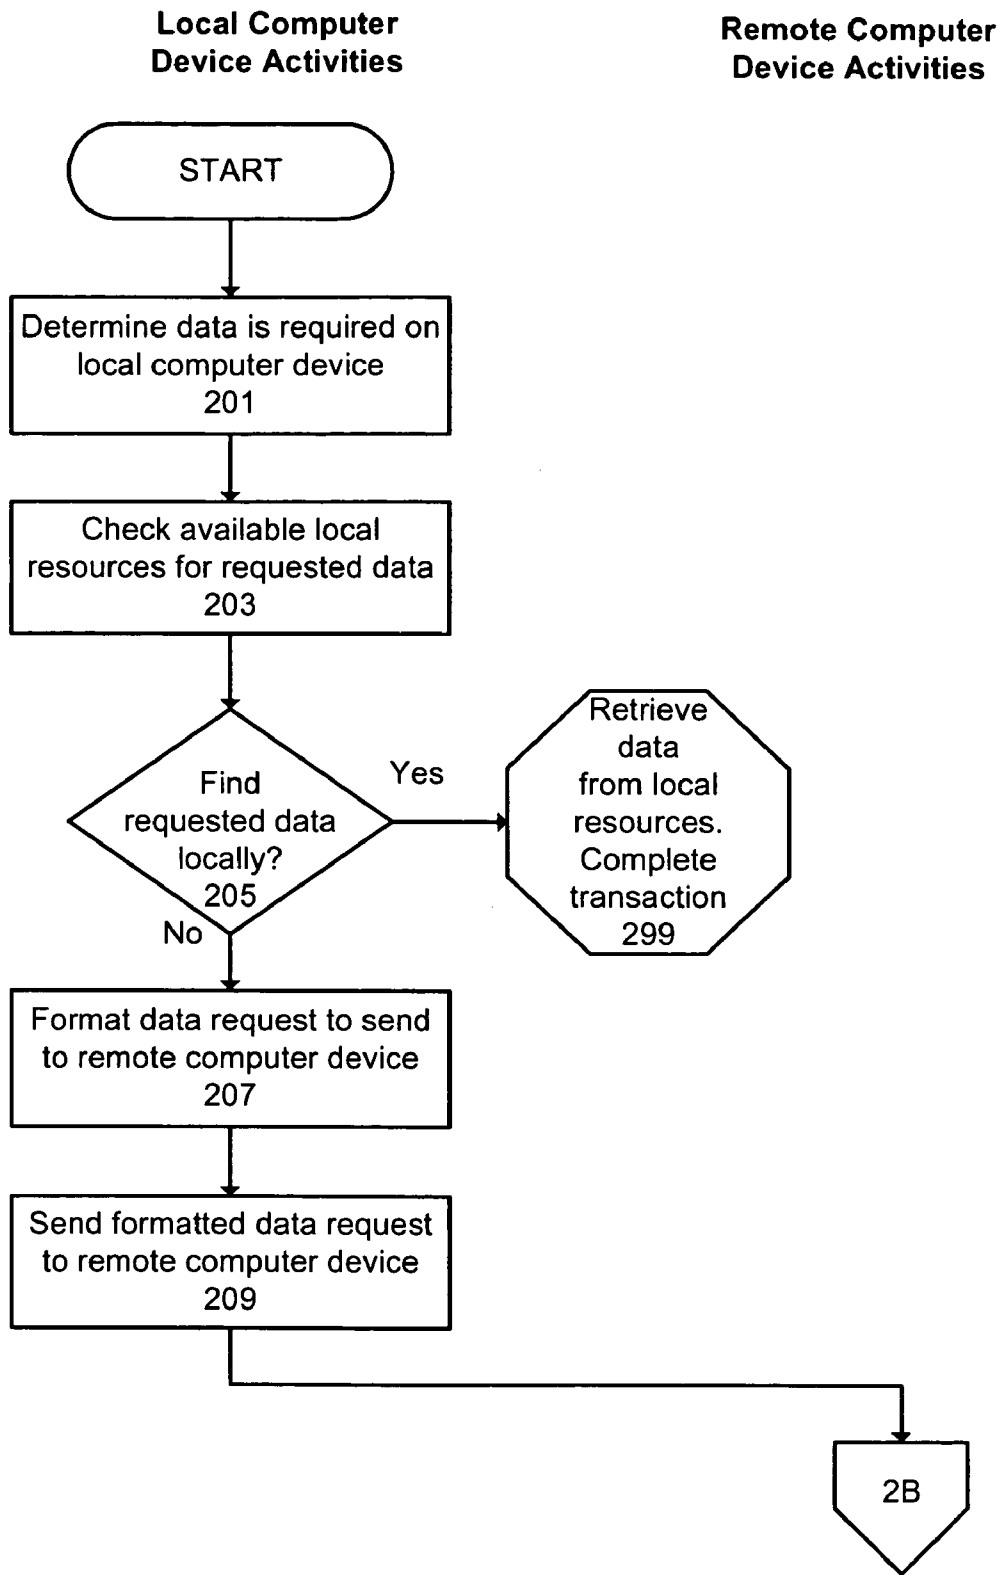 Local Computer
Device Activities
Remote Computer
Device Activities
START
Determine data is required on
local computer device
201
Check available local
resources for requested data
203
Find
requested data
locally?
205
Yes
No
Retrieve
data
from local
resources.
Complete
transaction
299
Format data request to send
to remote computer device
207
Send formatted data request
to remote computer device
209
2B